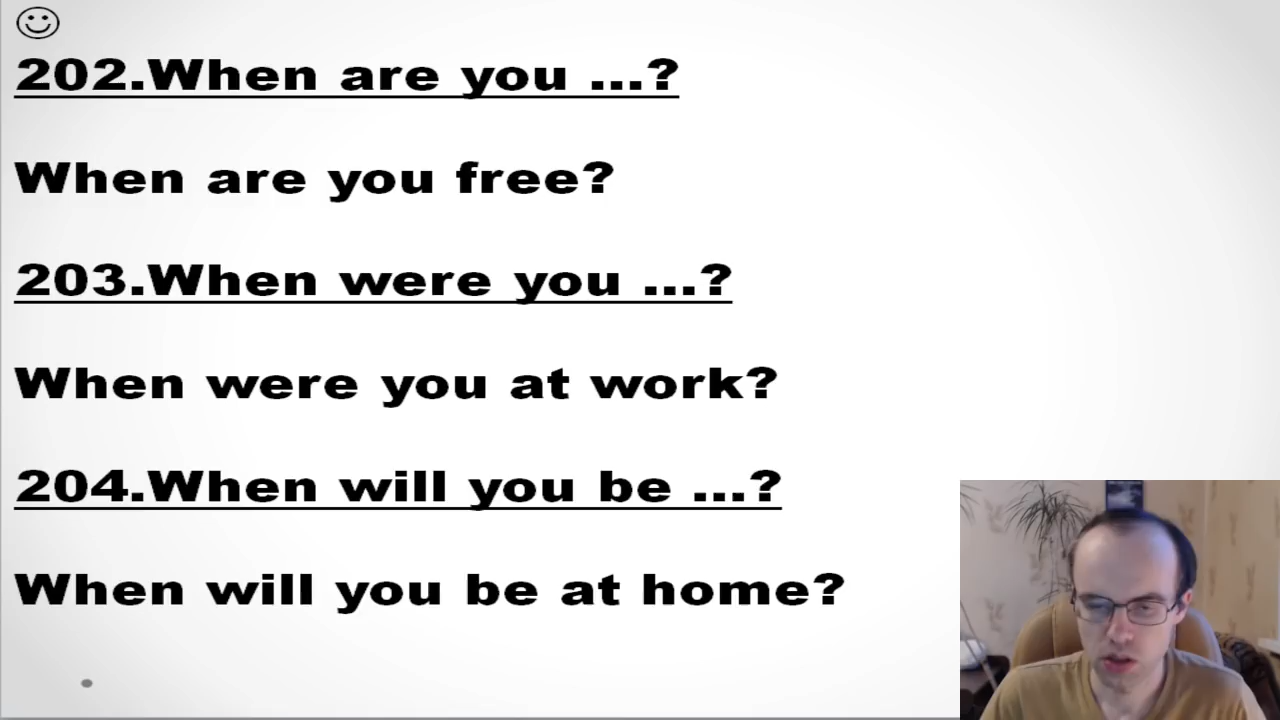 202.When are you ...?
When are you free?
203.When were you ...?
When were you at work?
204.When will you be ...?
When will you be at home?